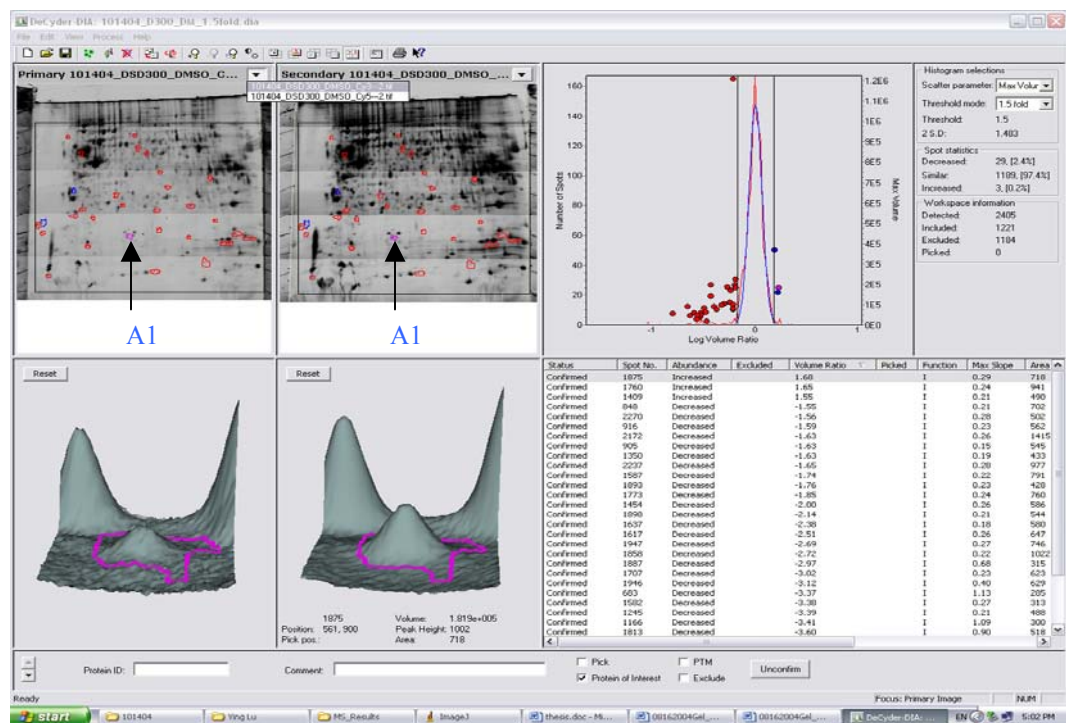 DeCyder-DIA: 101404_D300_DIA_1.5fold.dia
File Edit View Process Help
Primary 101404_DSD300_DMSO_C... Secondary 101404_DSD300_DMSO_...
101404_DSD300_DMSO_Cy3--2.tif
101404_DSD300_DMSO_Cy5--2.tif
A1 A1
160
140
120
100
80
60
40
20
0
Number of Spots
-1 0 1
Log Volume Ratio
1.2E6
1.1E6
1E6
9E5
8E5
7E5
6E5
5E5
4E5
3E5
2E5
1E5
0E0
Max Volume
Histogram selections
Scatter parameter: Max Volur
Threshold mode: 1.5 fold
Threshold: 1.5
2 S.D: 1.483
Spot statistics
Decreased: 29, [2.4%]
Similar: 1189, [97.4%]
Increased: 3, [0.2%]
Workspace information
Detected: 2405
Included: 1221
Excluded: 1184
Picked: 0
Reset Reset
1875 Volume: 1.819e+005
Position: 561, 900 Peak Height: 1002
Pick pos.: Area: 718
Status Spot No. Abundance Excluded Volume Ratio Picked Function Max Slope Area
Confirmed 1875 Increased 1.68 I 0.29 718
Confirmed 1760 Increased 1.65 I 0.24 941
Confirmed 1409 Increased 1.55 I 0.21 490
Confirmed 848 Decreased -1.55 I 0.21 702
Confirmed 2270 Decreased -1.56 I 0.28 502
Confirmed 916 Decreased -1.59 I 0.23 562
Confirmed 2172 Decreased -1.63 I 0.26 1415
Confirmed 905 Decreased -1.63 I 0.15 545
Confirmed 1350 Decreased -1.63 I 0.19 433
Confirmed 2237 Decreased -1.65 I 0.28 977
Confirmed 1587 Decreased -1.74 I 0.22 791
Confirmed 1893 Decreased -1.76 I 0.23 428
Confirmed 1773 Decreased -1.85 I 0.24 760
Confirmed 1454 Decreased -2.00 I 0.26 586
Confirmed 1898 Decreased -2.14 I 0.21 544
Confirmed 1637 Decreased -2.38 I 0.18 580
Confirmed 1617 Decreased -2.51 I 0.26 647
Confirmed 1947 Decreased -2.69 I 0.27 746
Confirmed 1858 Decreased -2.72 I 0.22 1022
Confirmed 1887 Decreased -2.97 I 0.68 315
Confirmed 1707 Decreased -3.02 I 0.23 623
Confirmed 1946 Decreased -3.12 I 0.40 629
Confirmed 683 Decreased -3.37 I 1.13 285
Confirmed 1582 Decreased -3.38 I 0.27 313
Confirmed 1245 Decreased -3.39 I 0.21 488
Confirmed 1166 Decreased -3.41 I 1.09 300
Confirmed 1813 Decreased -3.60 I 0.90 518
Protein ID: Comment: Pick PTM
Protein of Interest Exclude Unconfirm
Ready Focus: Primary Image NUM
start 101404 Ying Lu MS_Results ImageJ thesis.doc - Mi... 08162004Gel_... 08162004Gel_... DeCyder-DIA: ... EN 5:02 PM